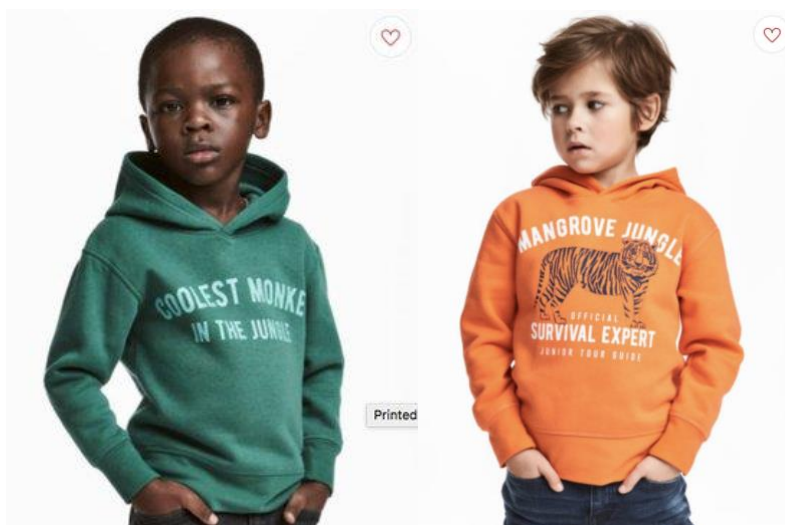 COOLEST MONKE
IN THE JUNGLE
Printed
MANGROVE JUNGLE
OFFICIAL
SURVIVAL EXPERT
JUNIOR TOUR GUIDE